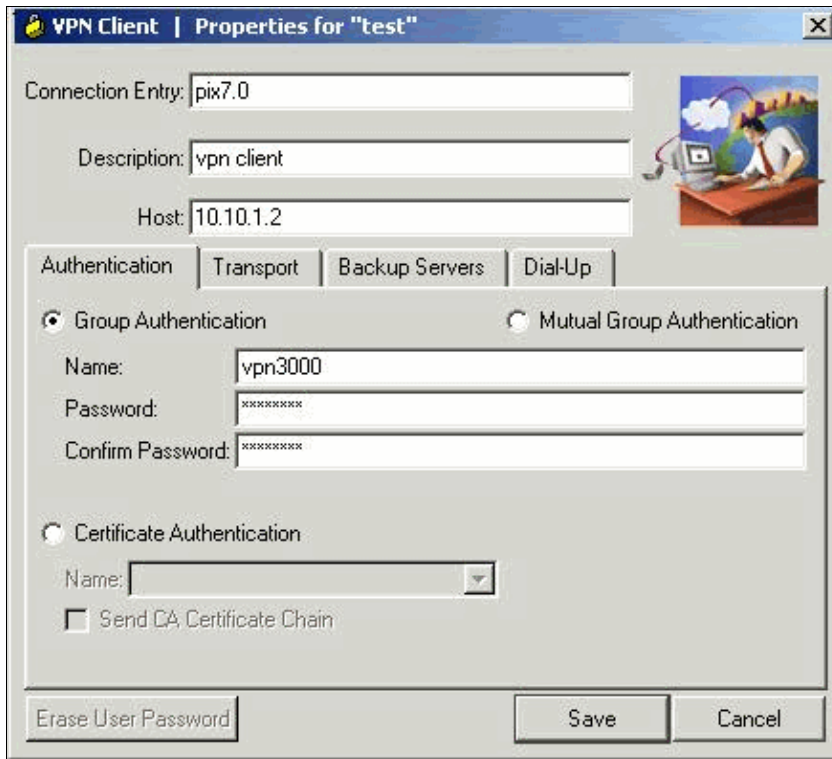 VPN Client | Properties for "test"
Connection Entry: pix7.0
Description: vpn client
Host: 10.10.1.2
Authentication Transport Backup Servers Dial-Up
Group Authentication Mutual Group Authentication
Name: vpn3000
Password: ********
Confirm Password: ********
Certificate Authentication
Name:
Send CA Certificate Chain
Erase User Password Save Cancel